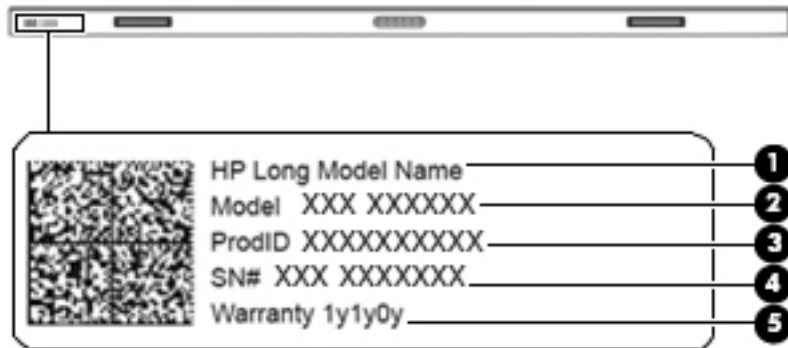 HP Long Model Name 1
Model XXX XXXXXX 2
ProdID XXXXXXXXXX 3
SN# XXX XXXXXXX 4
Warranty 1y1y0y 5